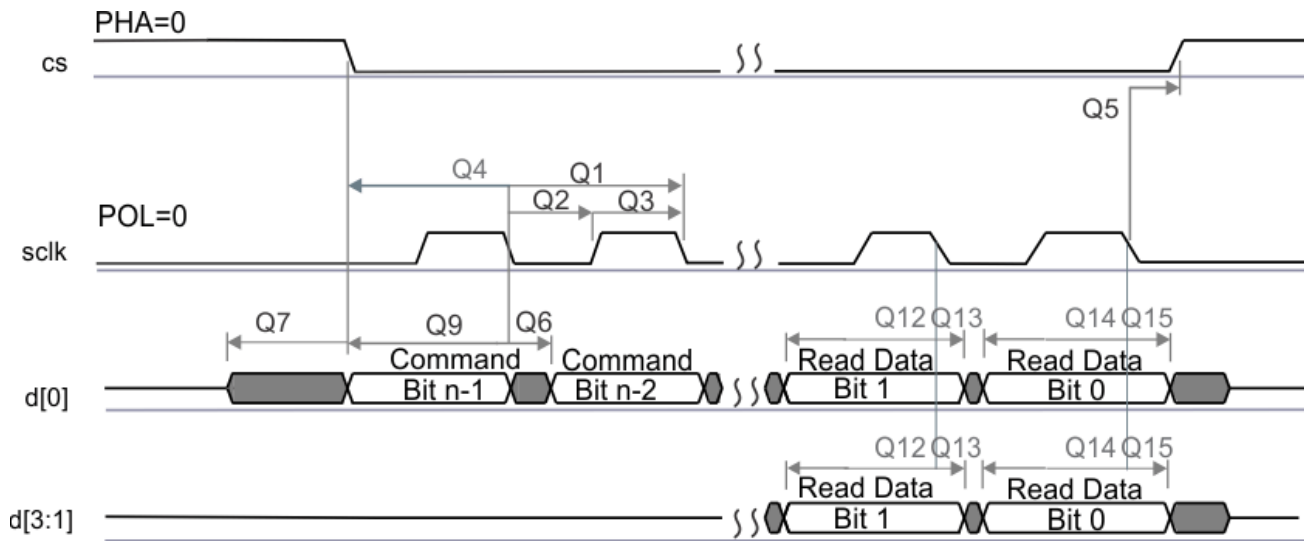 PHA=0
cs
Q5
Q4 Q1
Q2 Q3
POL=0
sclk
Q7 Q9 Q6 Q12 Q13 Q14 Q15
Command Command Read Data Read Data
d[0] Bit n-1 Bit n-2 Bit 1 Bit 0
Q12 Q13 Q14 Q15
Read Data Read Data
d[3:1] Bit 1 Bit 0